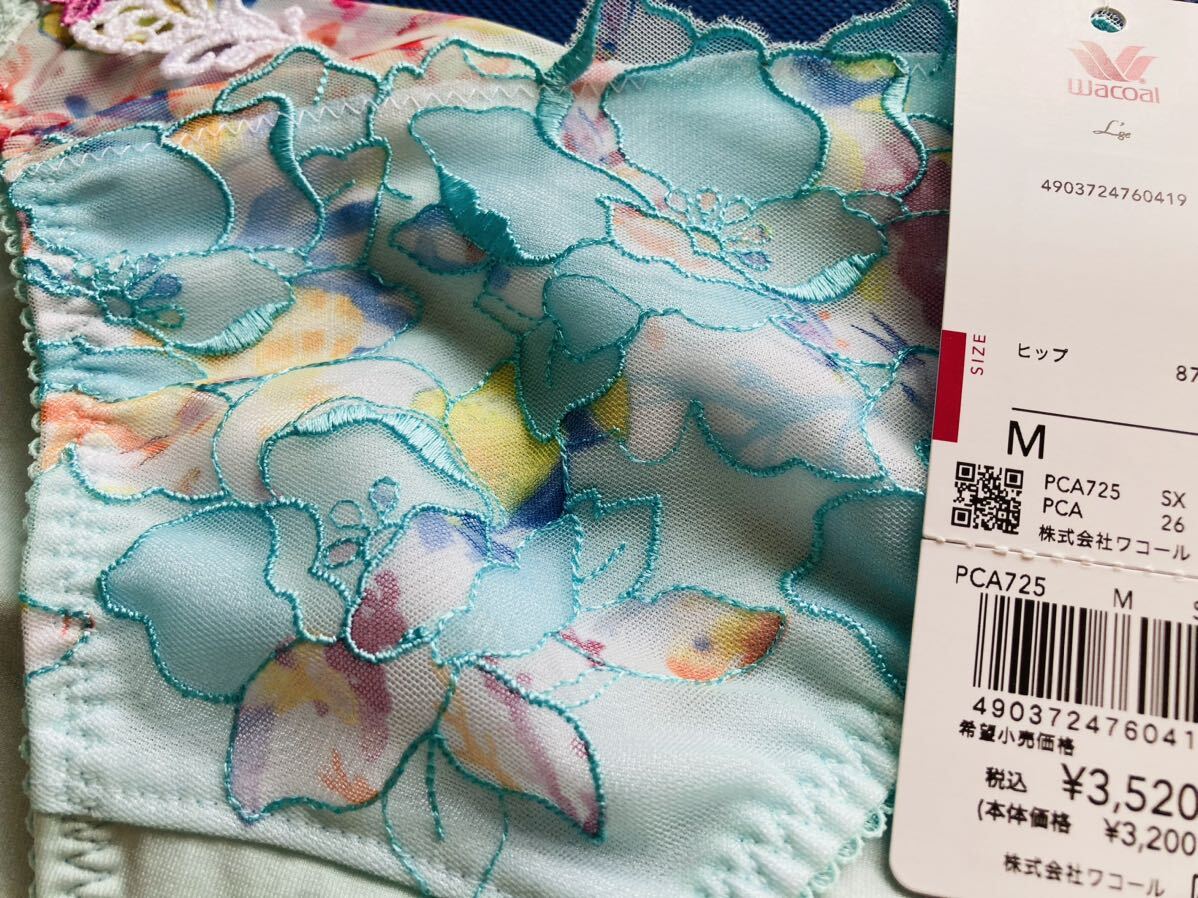 Wacoal
L'ge
4903724760419
SIZE
ヒップ 87
M
PCA725 SX
PCA 26
株式会社ワコール
PCA725 M
490372476041
希望小売価格
税込 ¥3,520
(本体価格 ¥3,200
株式会社ワコール